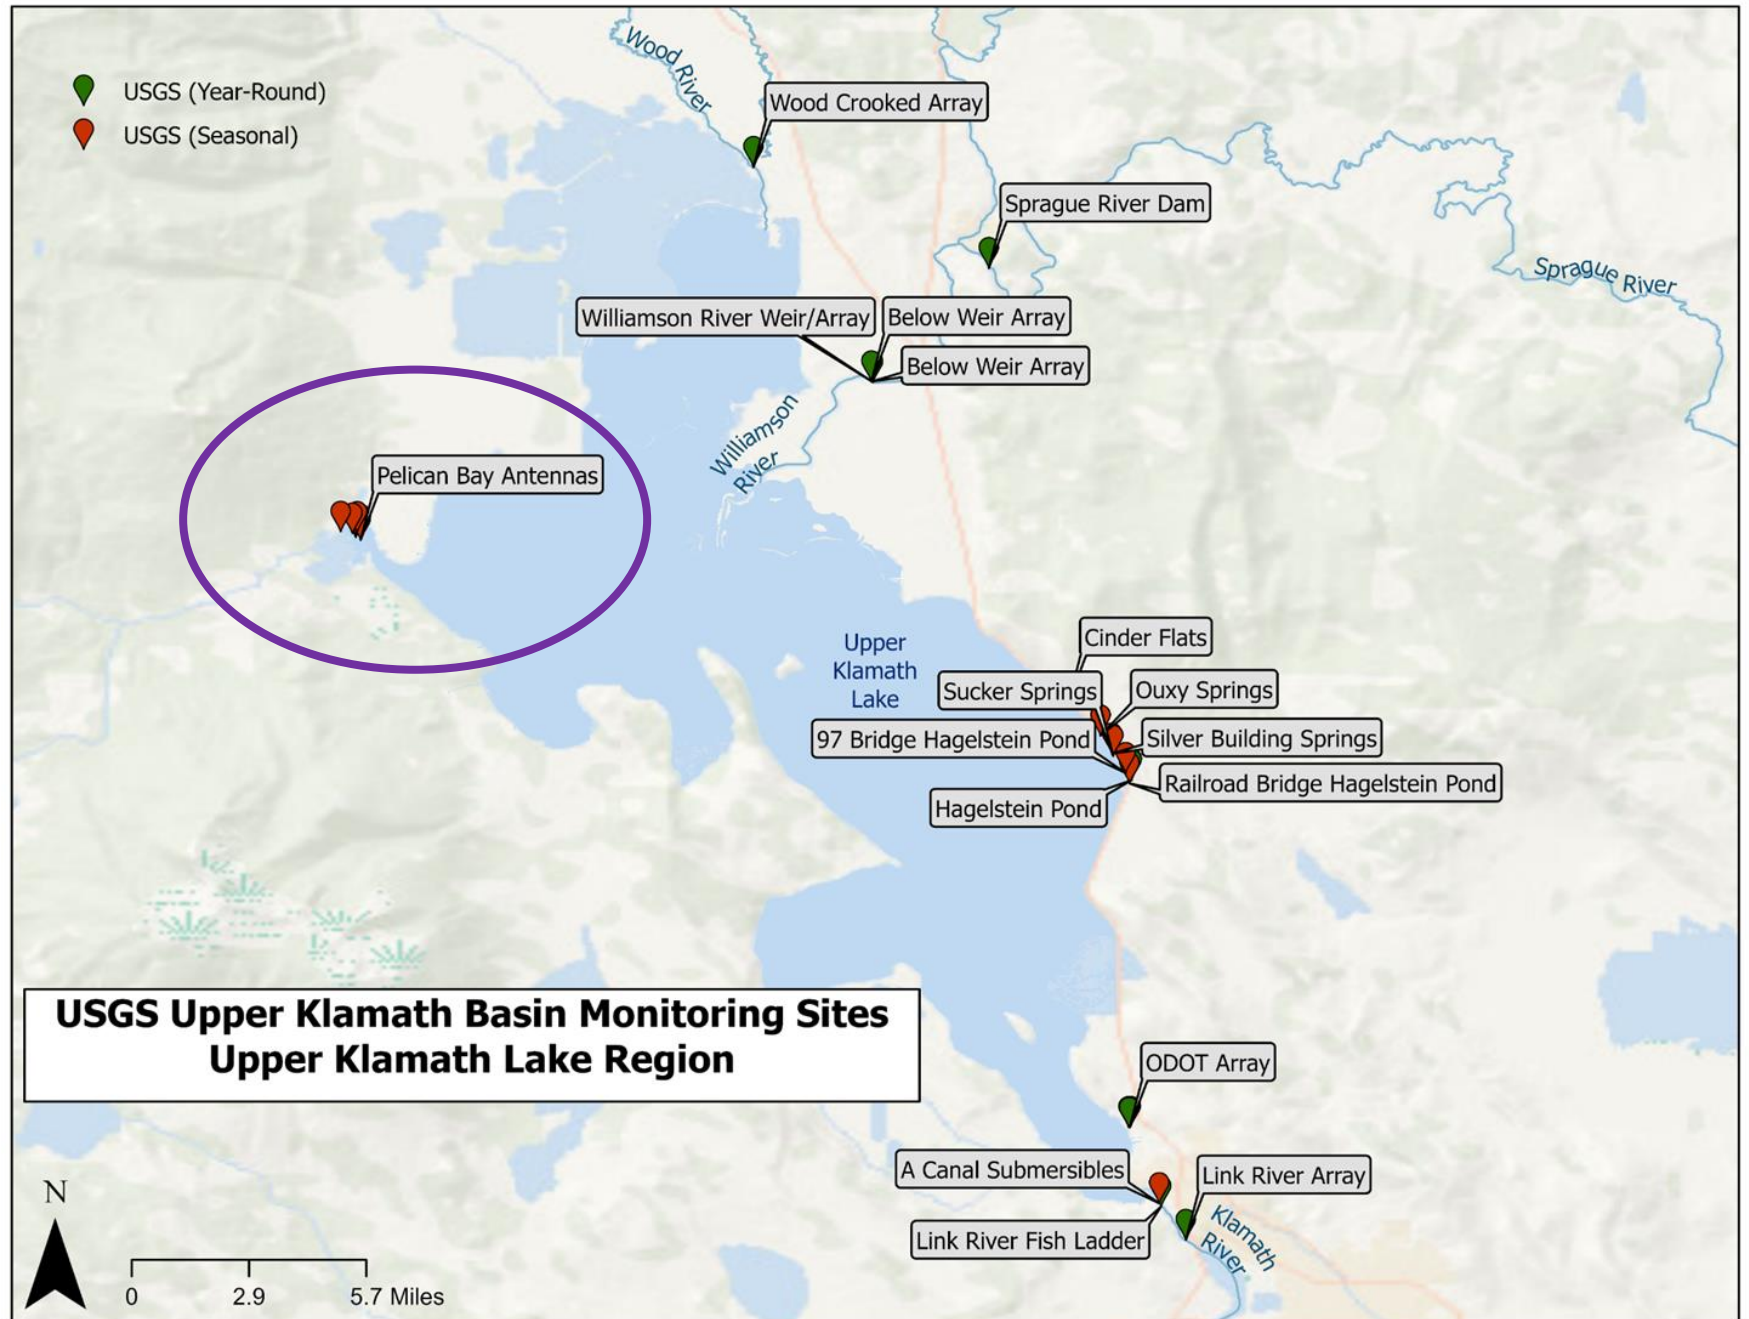 Wood River
USGS (Year-Round)
USGS (Seasonal)
Wood Crooked Array
Sprague River Dam
Sprague River
Williamson River Weir/Array
Below Weir Array
Below Weir Array
Williamson
River
Pelican Bay Antennas
Upper
Klamath
Lake
Cinder Flats
Sucker Springs
Ouxy Springs
97 Bridge Hagelstein Pond
Silver Building Springs
Railroad Bridge Hagelstein Pond
Hagelstein Pond
USGS Upper Klamath Basin Monitoring Sites
Upper Klamath Lake Region
ODOT Array
A Canal Submersibles
Link River Array
Link River Fish Ladder
Klamath
River
N
0 2.9 5.7 Miles